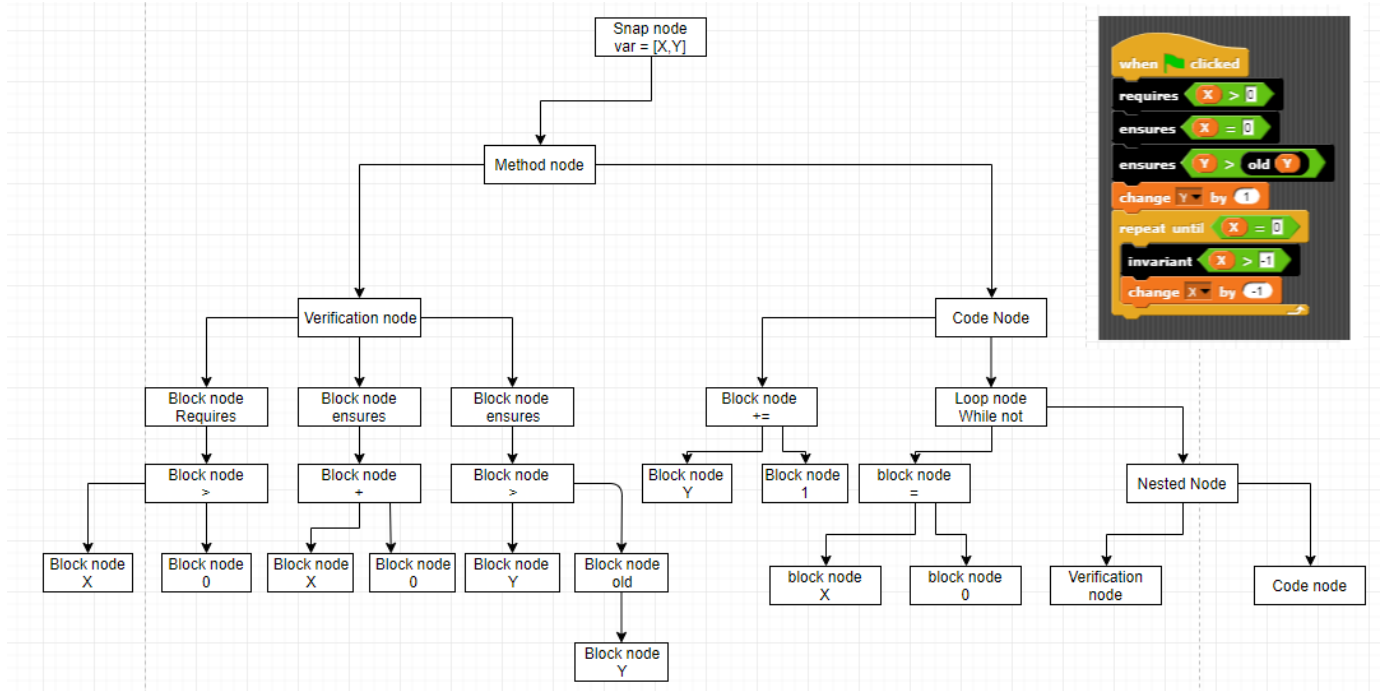 Snap node
var = [X,Y]
Method node
Verification node
Code Node
Block node
Requires
Block node
ensures
Block node
ensures
Block node
+=
Loop node
While not
Block node
>
Block node
+
Block node
>
Block node
Y
Block node
1
block node
=
Nested Node
Block node
X
Block node
0
Block node
X
Block node
0
Block node
Y
Block node
old
block node
X
block node
0
Verification
node
Code node
Block node
Y
when clicked
requires X > 0
ensures X = 0
ensures Y > old Y
change Y by 1
repeat until X = 0
invariant X > -1
change X by -1